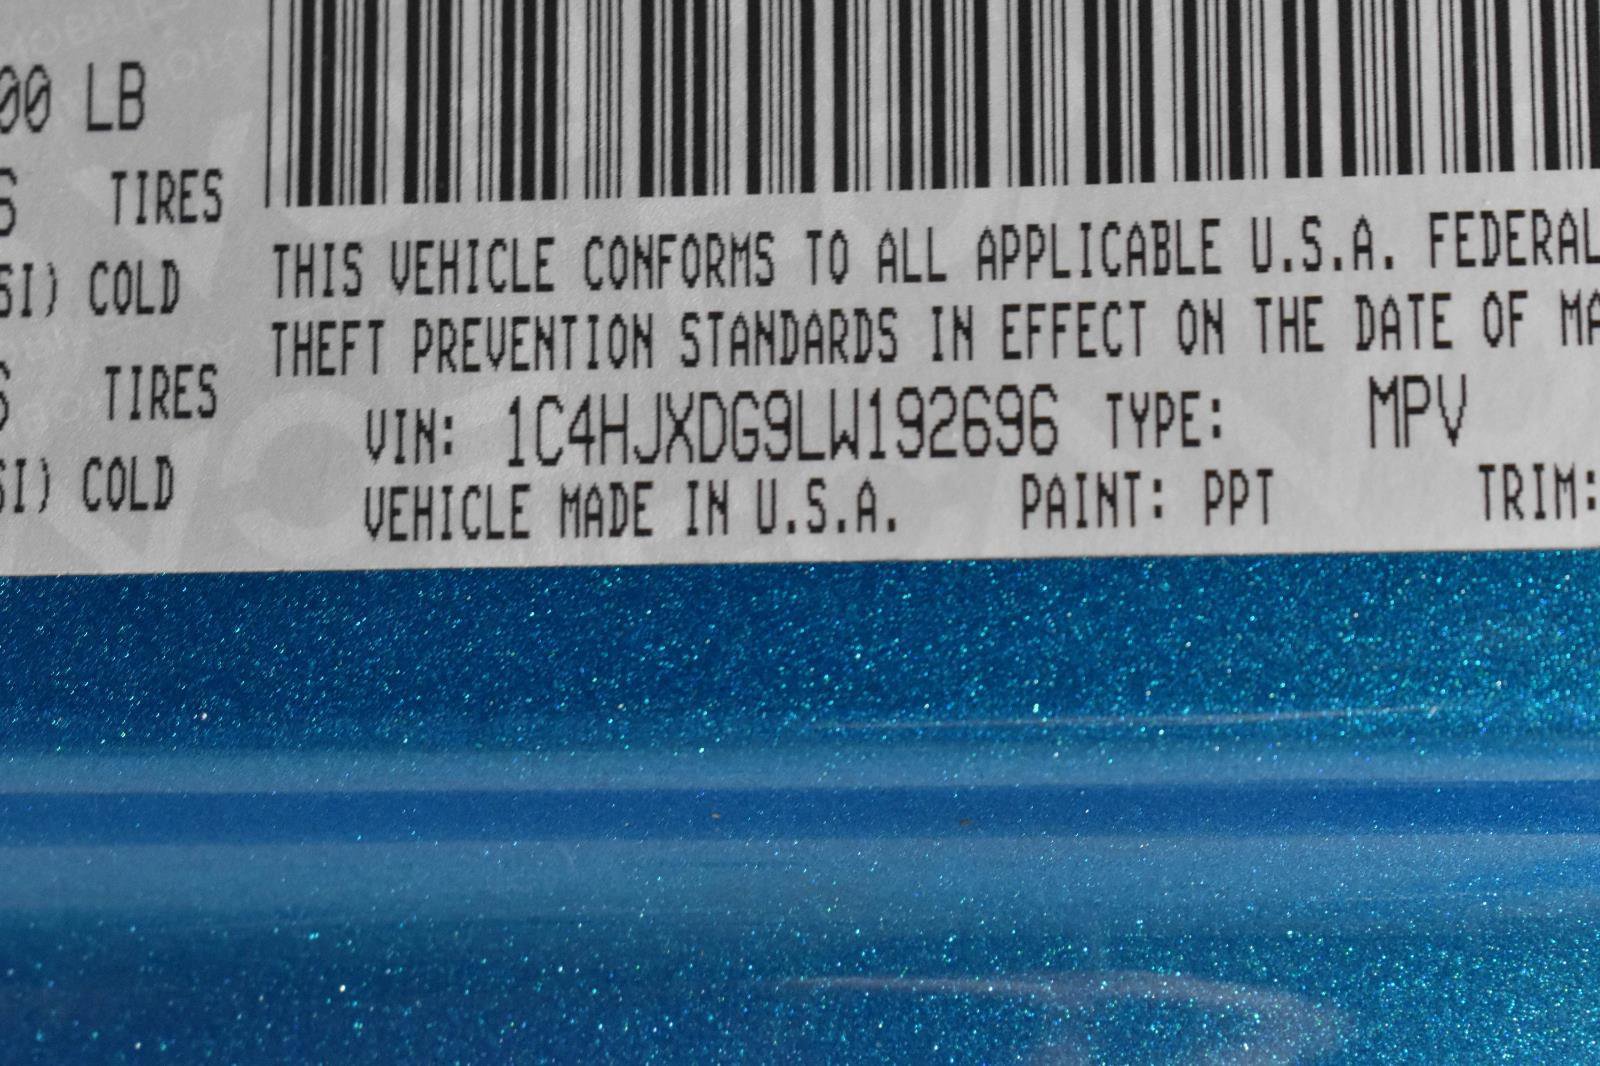 00 LB
TIRES
SI) COLD
TIRES
SI) COLD
THIS VEHICLE CONFORMS TO ALL APPLICABLE U.S.A. FEDERAL
THEFT PREVENTION STANDARDS IN EFFECT ON THE DATE OF MA
VIN: 1C4HJXDG9LW192696 TYPE: MPV
VEHICLE MADE IN U.S.A. PAINT: PPT TRIM: